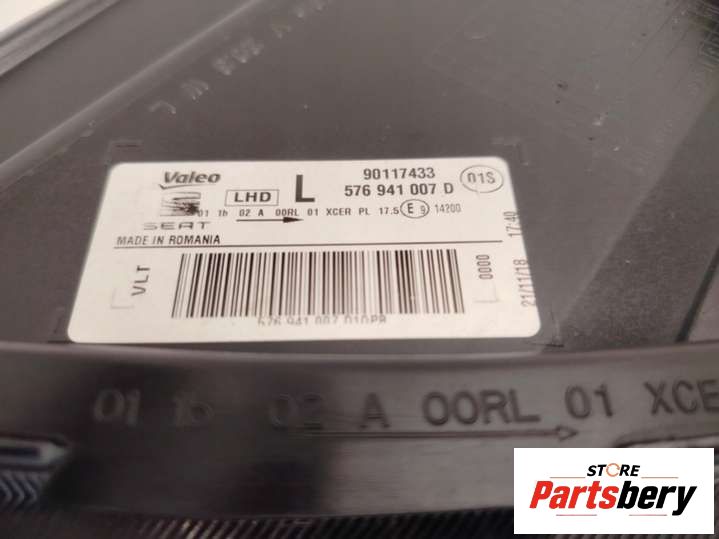 Valeo
LHD L
90117433
576 941 007 D
01S
SEAT
01 1b 02 A 00RL 01 XCER PL 17.5 E 9 14200
MADE IN ROMANIA
VLT
0000
21/11/18 17:40
576 941 007 D1DPB
01 1b 02 A 00RL 01 XCE
STORE
Partsbery